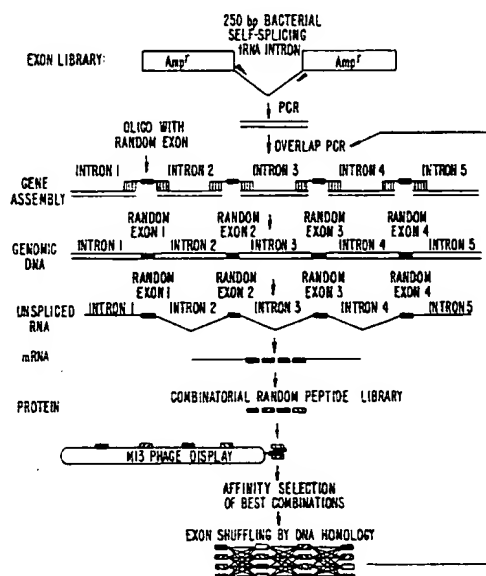 250 bp BACTERIAL
SELF-SPLICING
tRNA INTRON
EXON LIBRARY:
Ampʳ
Ampʳ
PCR
OLIGO WITH
RANDOM EXON
OVERLAP PCR
INTRON 1 INTRON 2 INTRON 3 INTRON 4 INTRON 5
GENE
ASSEMBLY
RANDOM EXON 1 RANDOM EXON 2 RANDOM EXON 3 RANDOM EXON 4
GENOMIC
DNA
INTRON 1 INTRON 2 INTRON 3 INTRON 4 INTRON 5
RANDOM EXON 1 RANDOM EXON 2 RANDOM EXON 3 RANDOM EXON 4
UNSPLICED
RNA
INTRON 1 INTRON 2 INTRON 3 INTRON 4 INTRON 5
mRNA
COMBINATORIAL RANDOM PEPTIDE LIBRARY
PROTEIN
M13 PHAGE DISPLAY
AFFINITY SELECTION
OF BEST COMBINATIONS
EXON SHUFFLING BY DNA HOMOLOGY